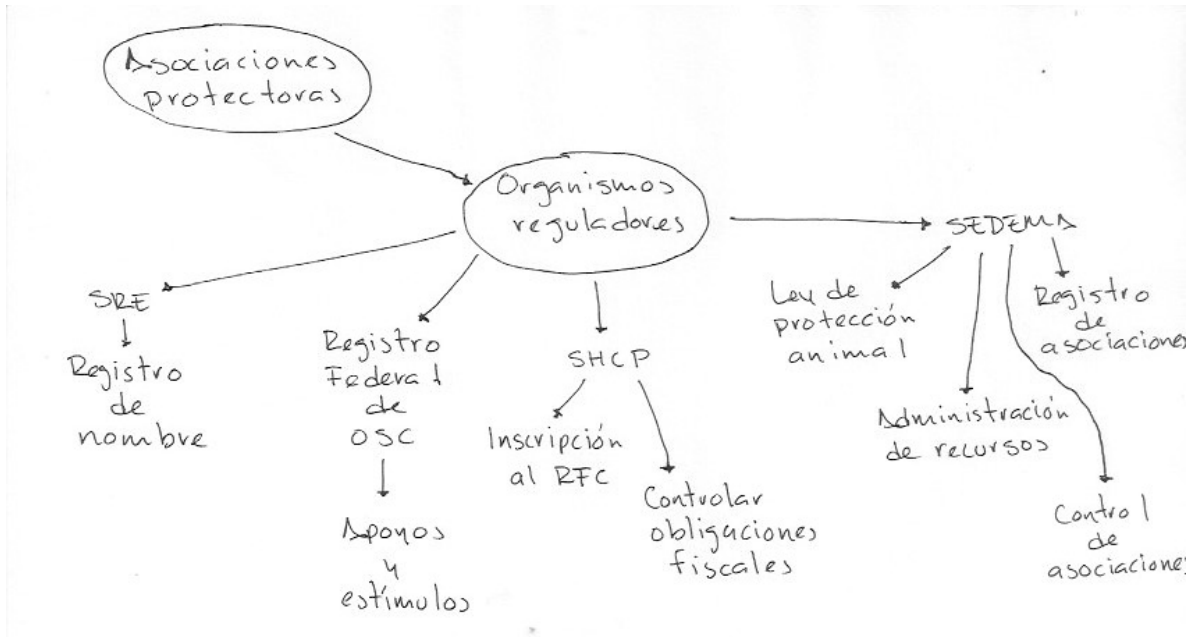 Asociaciones
protectoras
Organismos
reguladores
SEDEMA
SRE
Registro
de
nombre
Registro
Federal
de
OSC
Apoyos
y
estímulos
SHCP
Inscripción
al RFC
Controlar
obligaciones
fiscales
Ley de
protección
animal
Administración
de recursos
Control
de
asociaciones
Registro
de
asociaciones